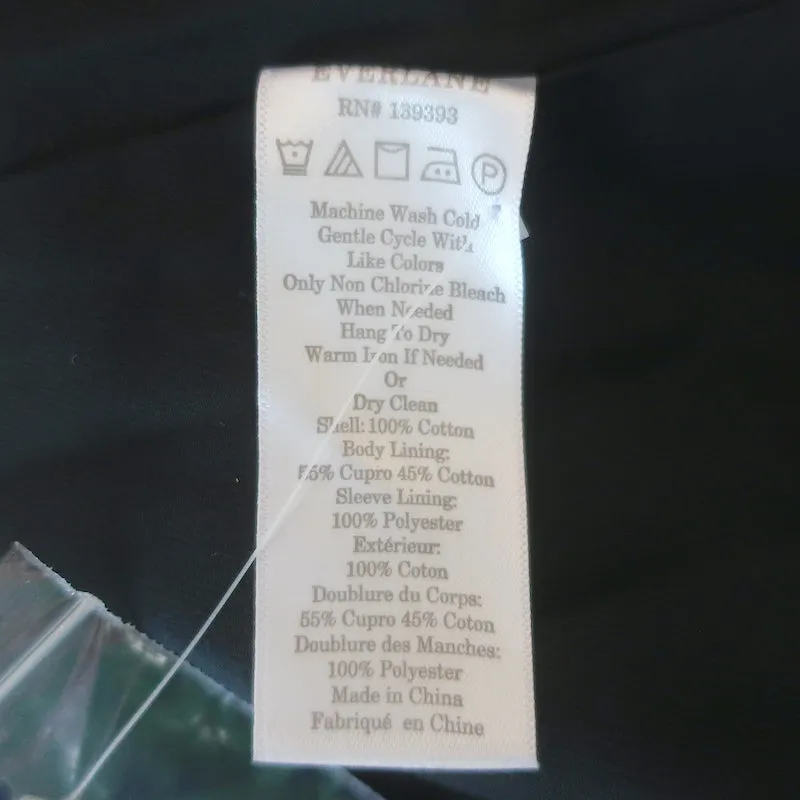 EVERLANE
RN# 139393
P
Machine Wash Cold
Gentle Cycle With
Like Colors
Only Non Chlorine Bleach
When Needed
Hang To Dry
Warm Iron If Needed
Or
Dry Clean
Shell: 100% Cotton
Body Lining:
55% Cupro 45% Cotton
Sleeve Lining:
100% Polyester
Extérieur:
100% Coton
Doublure du Corps:
55% Cupro 45% Coton
Doublure des Manches:
100% Polyester
Made in China
Fabriqué en Chine